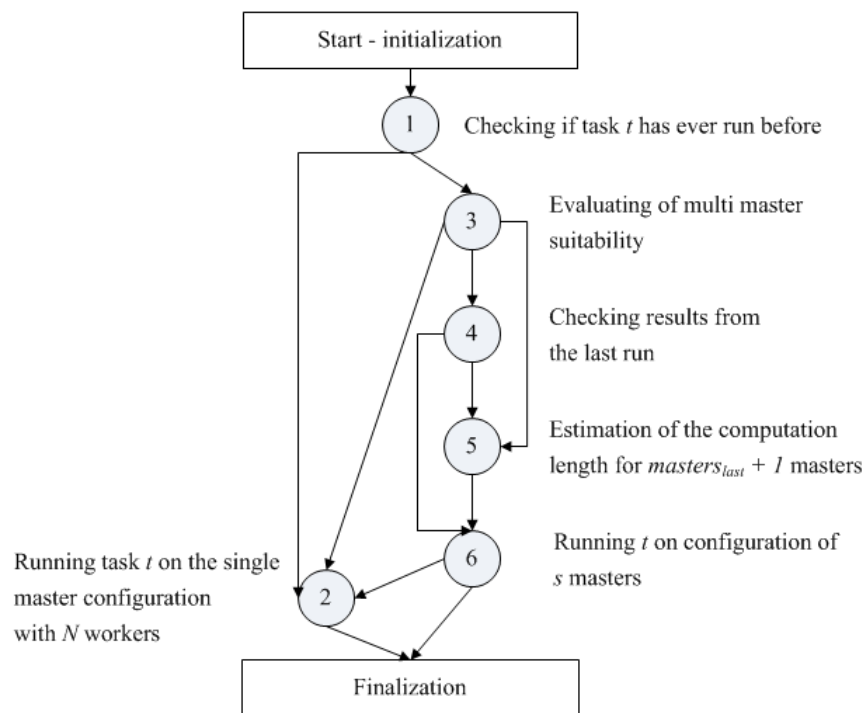 Start - initialization
1
Checking if task t has ever run before
3
Evaluating of multi master
suitability
4
Checking results from
the last run
5
Estimation of the computation
length for masters_last + 1 masters
6
Running t on configuration of
s masters
Running task t on the single
master configuration
with N workers
2
Finalization